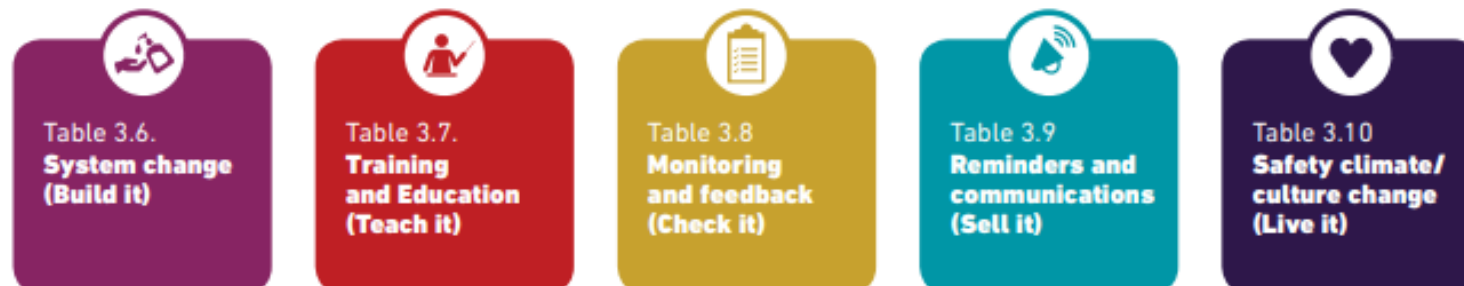 Table 3.6.
System change
(Build it)
Table 3.7.
Training
and Education
(Teach it)
Table 3.8
Monitoring
and feedback
(Check it)
Table 3.9
Reminders and
communications
(Sell it)
Table 3.10
Safety climate/
culture change
(Live it)